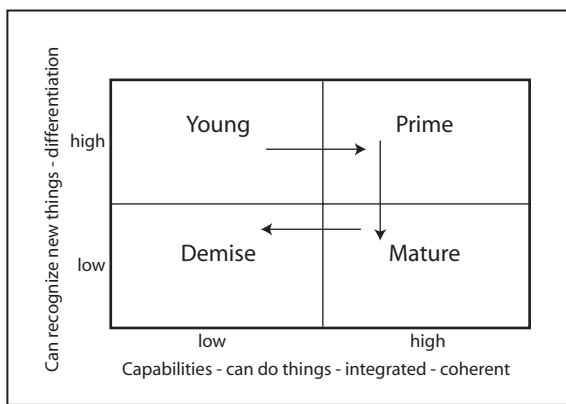 Can recognize new things - differentiation
high
Young
Prime
low
Demise
Mature
low
high
Capabilities - can do things - integrated - coherent